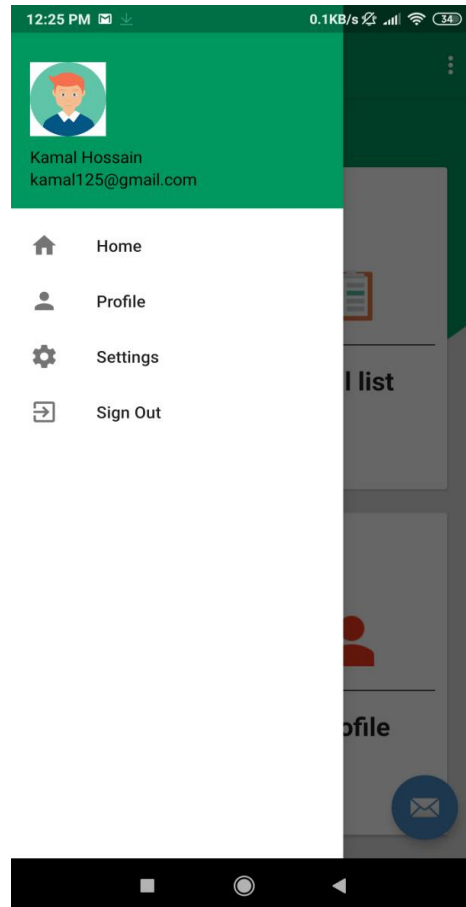 12:25 PM
0.1KB/s
34
Kamal Hossain
kamal125@gmail.com
Home
Profile
Settings
Sign Out
l list
ofile